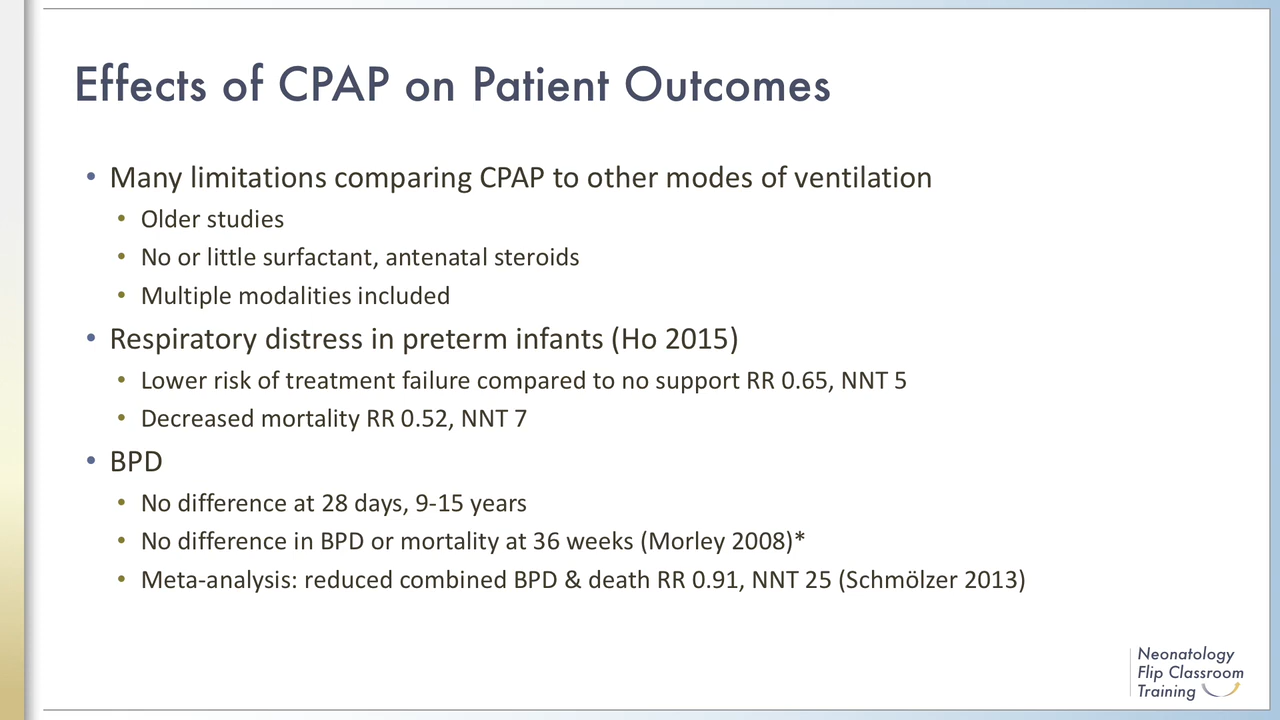 Effects of CPAP on Patient Outcomes
• Many limitations comparing CPAP to other modes of ventilation
• Older studies
• No or little surfactant, antenatal steroids
• Multiple modalities included
• Respiratory distress in preterm infants (Ho 2015)
• Lower risk of treatment failure compared to no support RR 0.65, NNT 5
• Decreased mortality RR 0.52, NNT 7
• BPD
• No difference at 28 days, 9-15 years
• No difference in BPD or mortality at 36 weeks (Morley 2008)*
• Meta-analysis: reduced combined BPD & death RR 0.91, NNT 25 (Schmölzer 2013)
Neonatology
Flip Classroom
Training